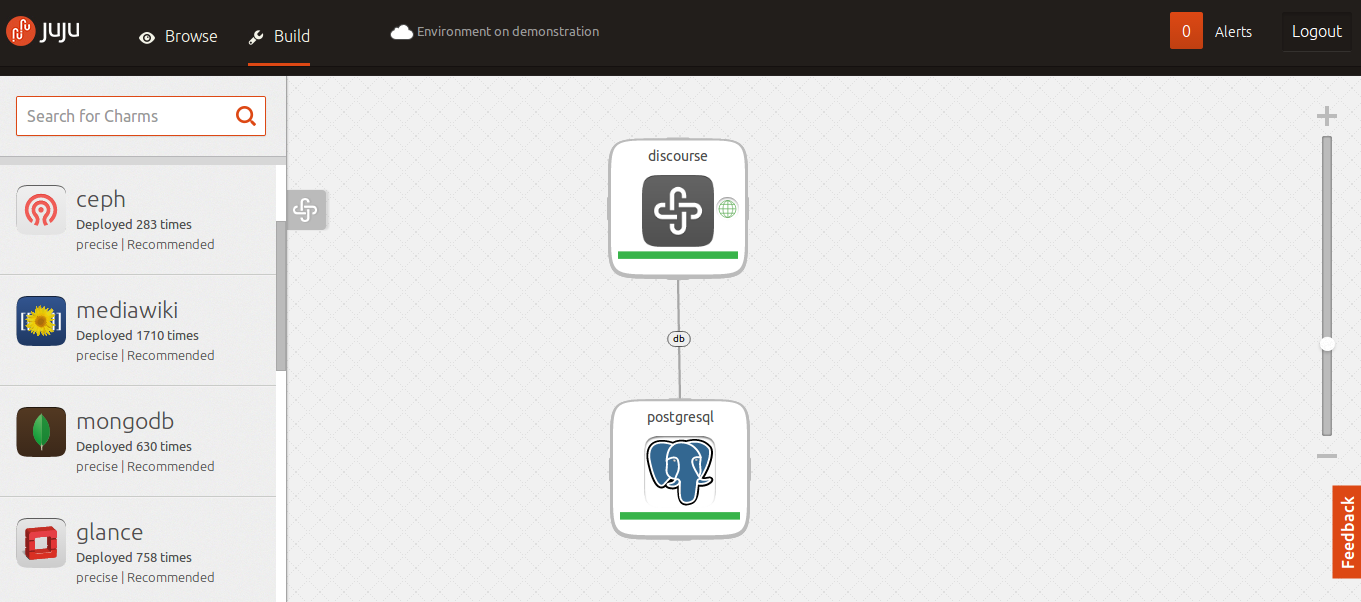 juju
Browse
Build
Environment on demonstration
0
Alerts
Logout
Search for Charms
ceph
Deployed 283 times
precise | Recommended
mediawiki
Deployed 1710 times
precise | Recommended
mongodb
Deployed 630 times
precise | Recommended
glance
Deployed 758 times
precise | Recommended
discourse
db
postgresql
Feedback